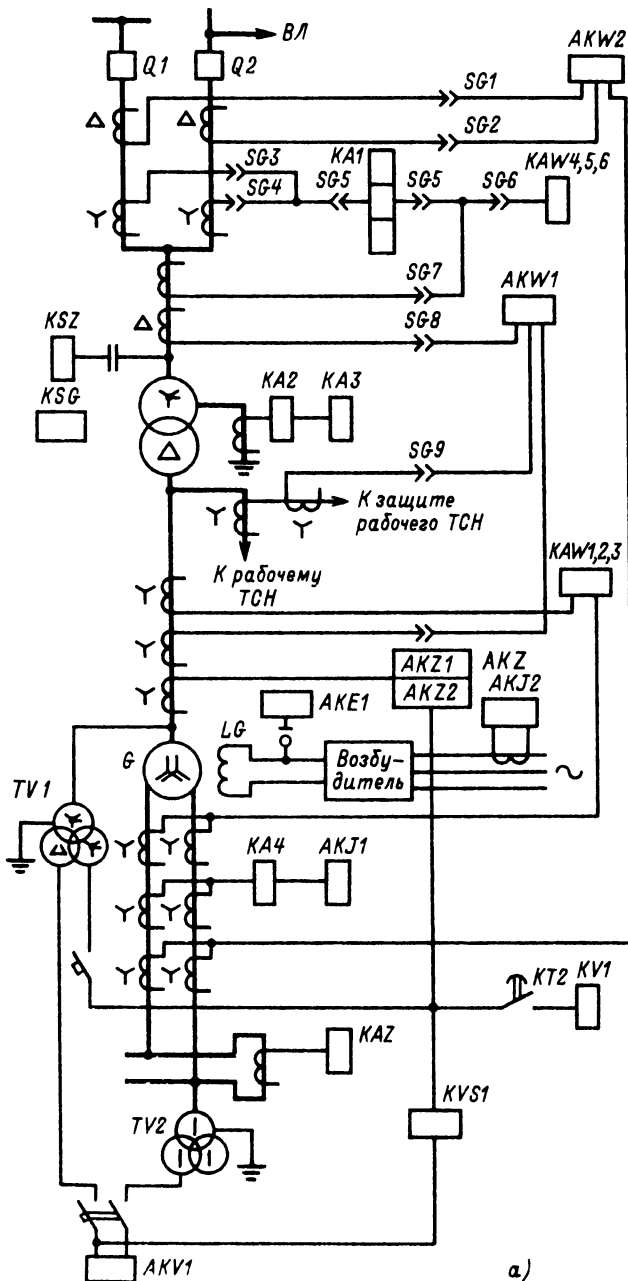 ВЛ
Q1
Q2
AKW2
SG1
SG2
SG3
KA1
SG4
SG5
SG5
SG6
KAW4,5,6
SG7
AKW1
KSZ
SG8
KSG
KA2
KA3
SG9
К защите
рабочего ТСН
К рабочему
ТСН
KAW1,2,3
AKZ1
AKZ2
AKZ
AKJ2
AKE1
LG
G
Возбу-
дитель
TV1
KA4
AKJ1
KT2
KV1
KAZ
KVS1
TV2
AKV1
а)